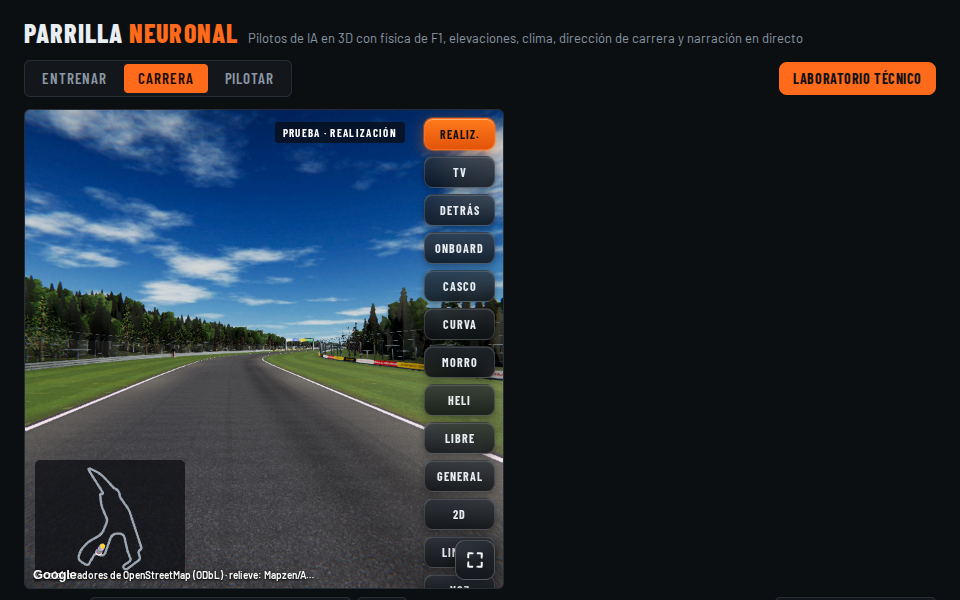 PARRILLA NEURONAL Pilotos de IA en 3D con física de F1, elevaciones, clima, dirección de carrera y narración en directo
ENTRENAR CARRERA PILOTAR
LABORATORIO TÉCNICO
PRUEBA · REALIZACIÓN
REALIZ.
TV
DETRÁS
ONBOARD
CASCO
CURVA
MORRO
HELI
LIBRE
GENERAL
2D
Google
adores de OpenStreetMap (ODbL) · relieve: Mapzen/A...